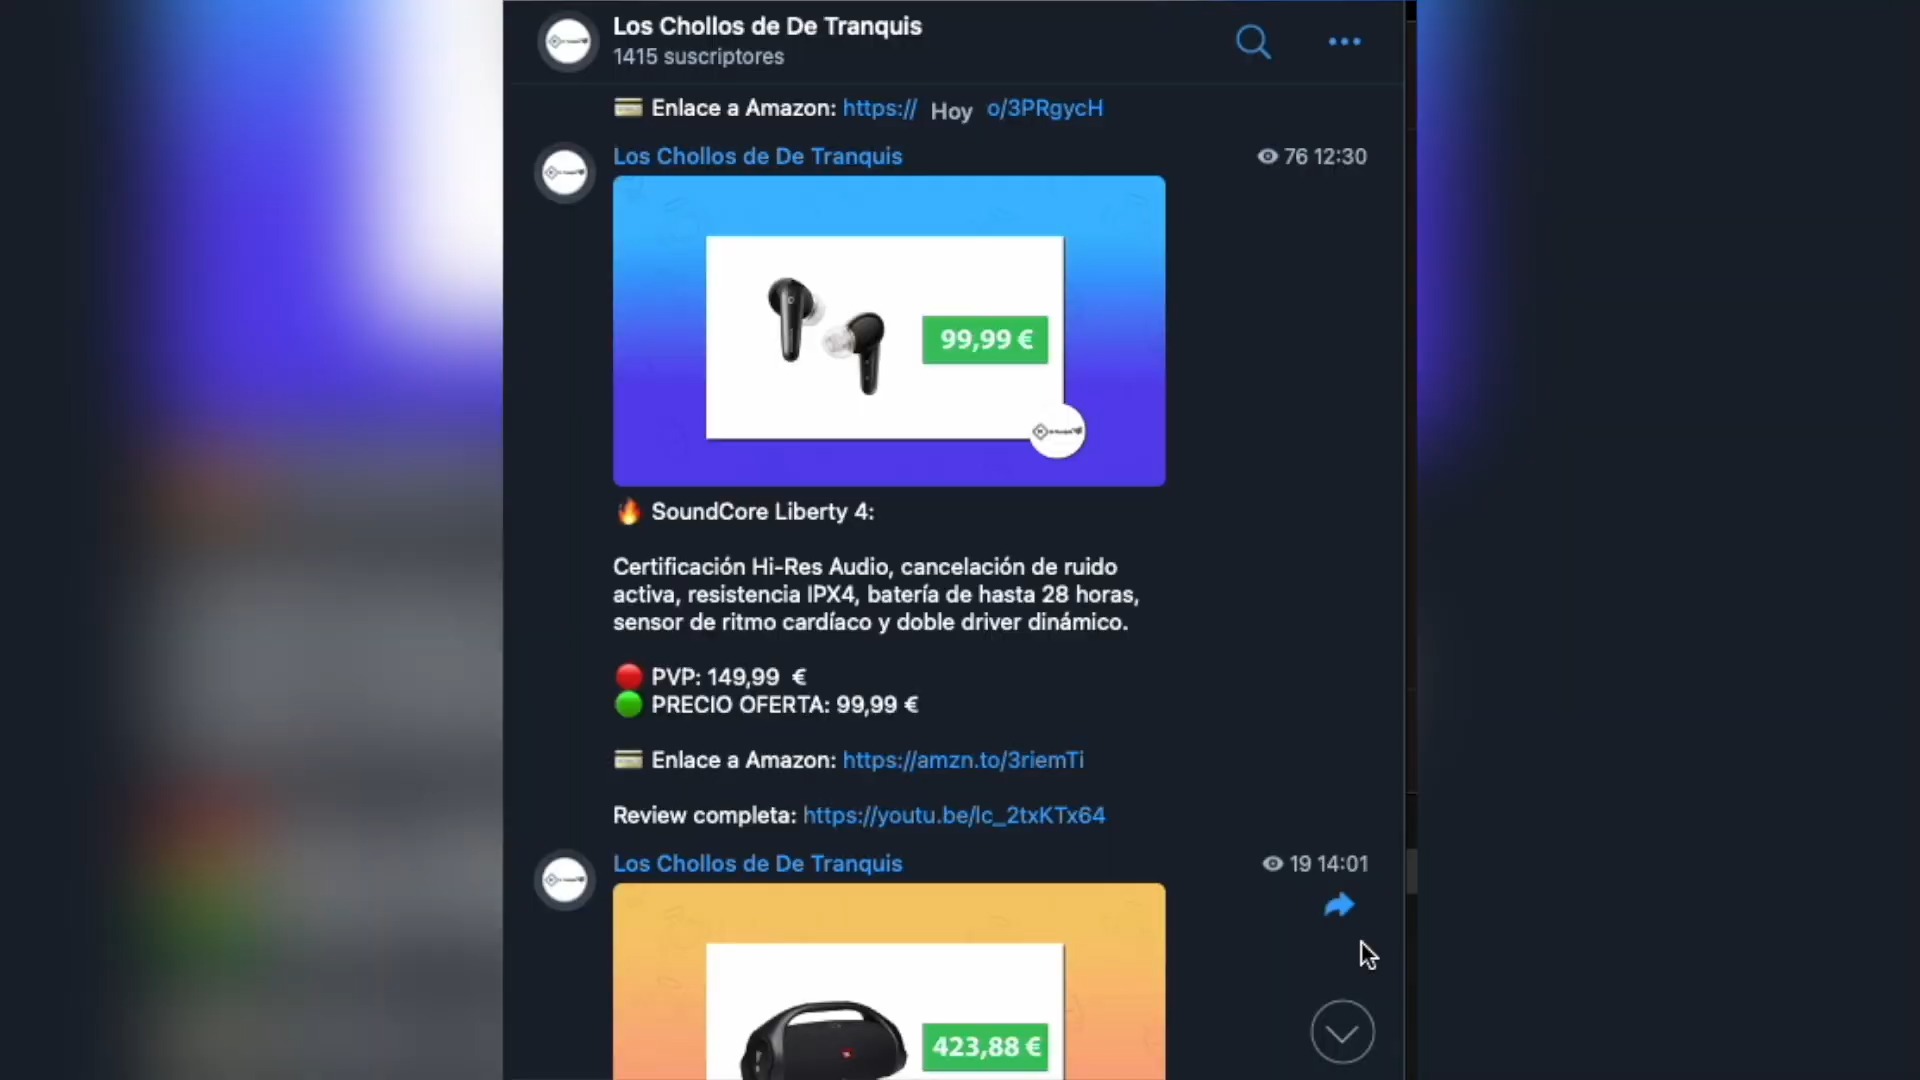 Los Chollos de De Tranquis
1415 suscriptores
Enlace a Amazon: https:// Hoy o/3PRgycH
Los Chollos de De Tranquis 76 12:30
99,99 €
SoundCore Liberty 4:
Certificación Hi-Res Audio, cancelación de ruido
activa, resistencia IPX4, batería de hasta 28 horas,
sensor de ritmo cardíaco y doble driver dinámico.
PVP: 149,99 €
PRECIO OFERTA: 99,99 €
Enlace a Amazon: https://amzn.to/3riemTi
Review completa: https://youtu.be/lc_2txKTx64
Los Chollos de De Tranquis 19 14:01
423,88 €